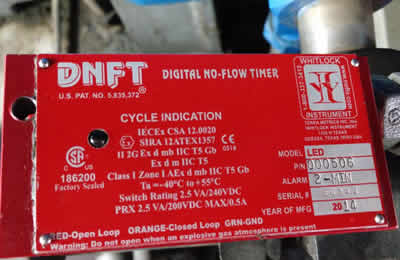 DNFT®
DIGITAL NO-FLOW TIMER
U.S. PAT. NO. 5,835,372
WHITLOCK
INSTRUMENT
CYCLE INDICATION
IECEx CSA 12.0020
SIRA 12ATEX1357
0518
II 2G Ex d mb IIC T5 Gb
Ex d m IIC T5
Class I Zone I AEx d mb IIC T5 Gb
Ta = -40°C to +55°C
Switch Rating 2.5 VA/240VDC
PRX 2.5 VA/200VDC MAX/0.5A
186200
Factory Sealed
MODEL LED
P/N 000506
ALARM 2-MIN
SERIAL #
YEAR OF MFG 2014
RED-Open Loop ORANGE-Closed Loop GRN-GND
Warning: Do not open when an explosive atmosphere is present